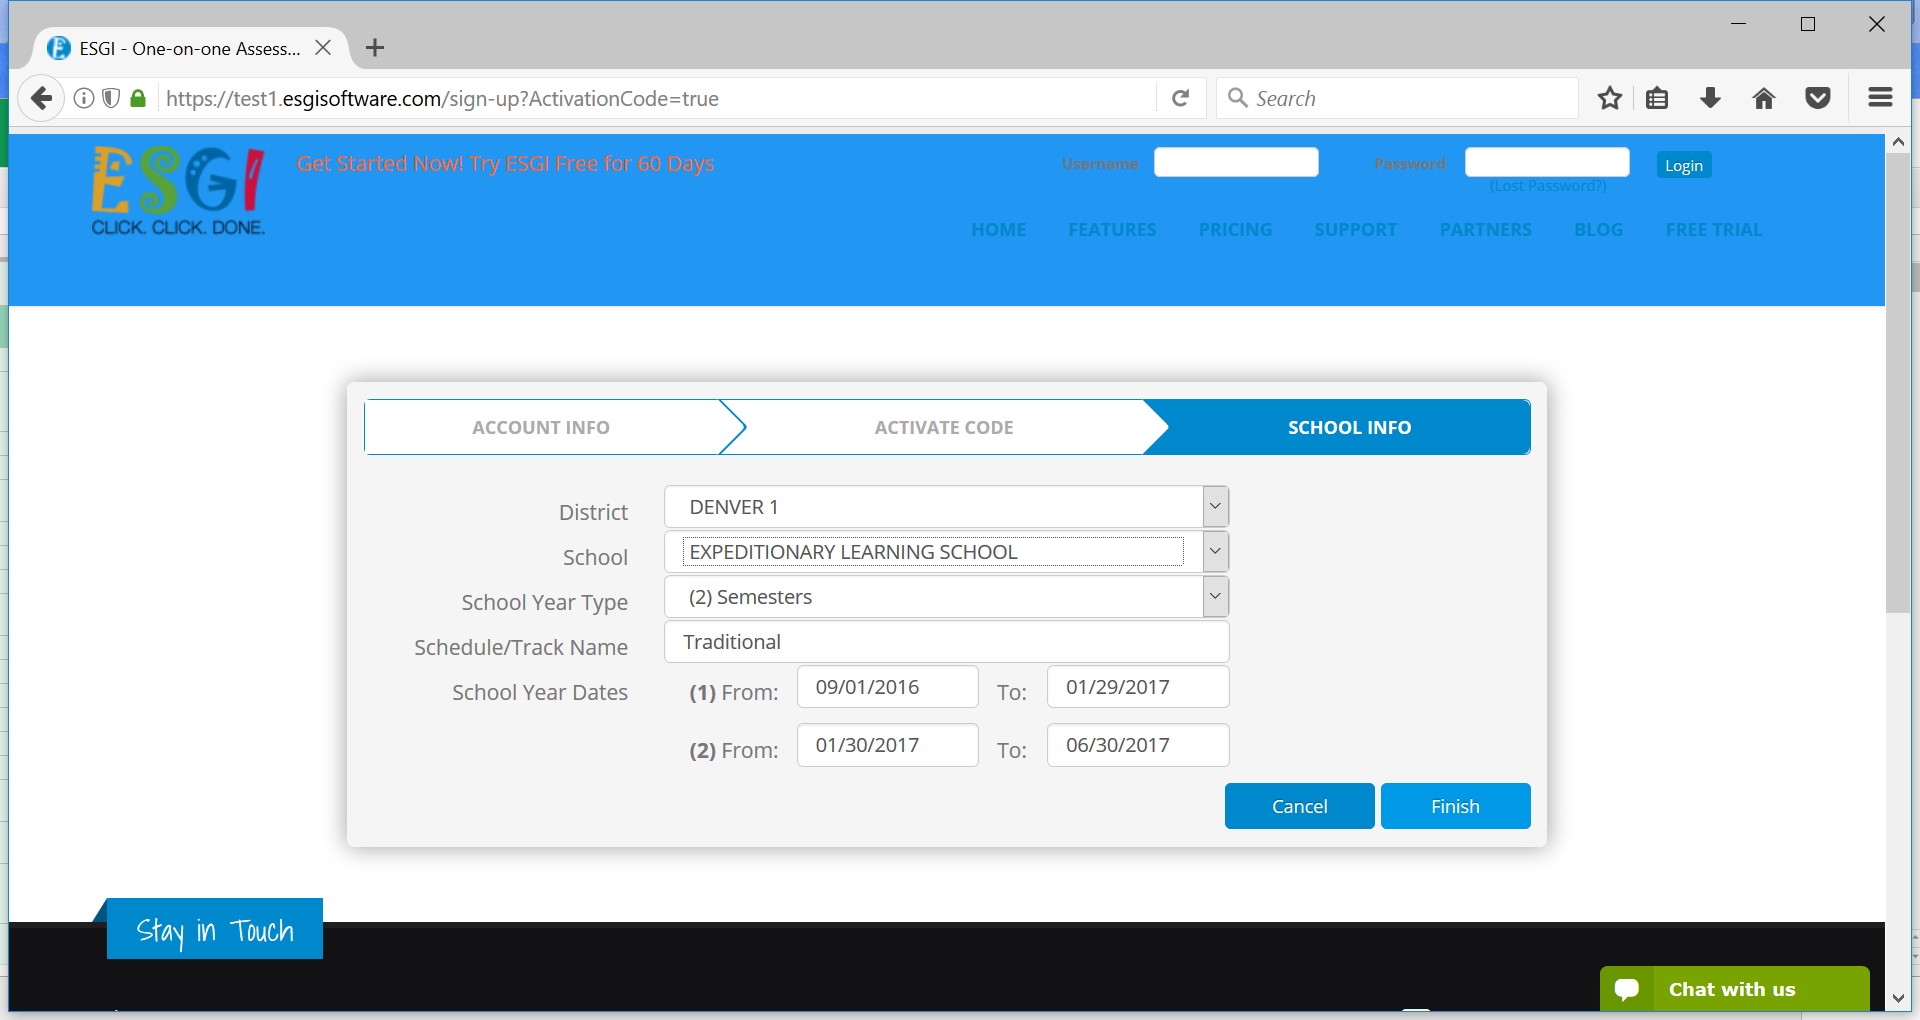 ESGI - One-on-one Assess...
https://test1.esgisoftware.com/sign-up?ActivationCode=true
Search
ESGI
CLICK. CLICK. DONE.
Get Started Now! Try ESGI Free for 60 Days
Username
Password
Login
(Lost Password?)
HOME FEATURES PRICING SUPPORT PARTNERS BLOG FREE TRIAL
ACCOUNT INFO ACTIVATE CODE SCHOOL INFO
District DENVER 1
School EXPEDITIONARY LEARNING SCHOOL
School Year Type (2) Semesters
Schedule/Track Name Traditional
School Year Dates (1) From: 09/01/2016 To: 01/29/2017
(2) From: 01/30/2017 To: 06/30/2017
Cancel Finish
Stay in Touch
Chat with us